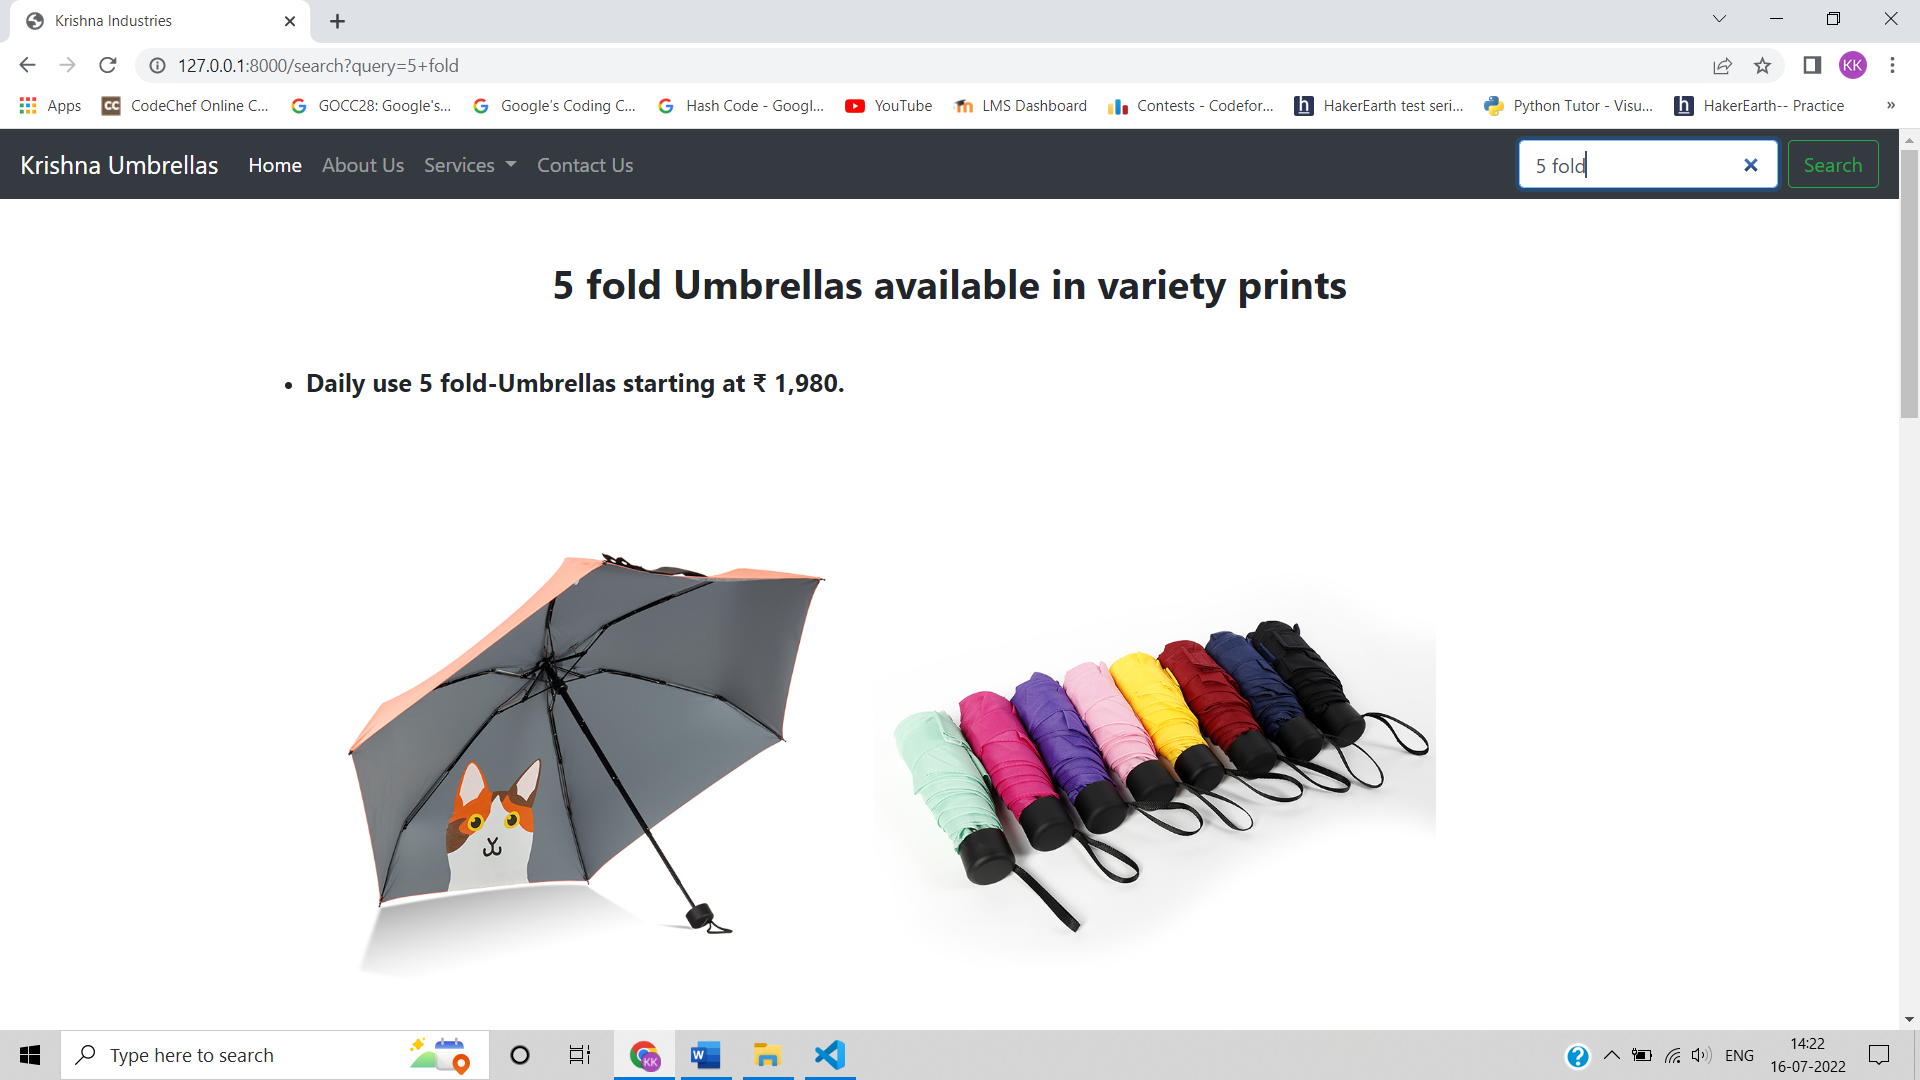 Krishna Industries
127.0.0.1:8000/search?query=5+fold
KK
Apps CodeChef Online C... GOCC28: Google's... Google's Coding C... Hash Code - Googl... YouTube LMS Dashboard Contests - Codefor... HakerEarth test seri... Python Tutor - Visu... HakerEarth-- Practice »
Krishna Umbrellas Home About Us Services Contact Us 5 fold Search
5 fold Umbrellas available in variety prints
• Daily use 5 fold-Umbrellas starting at ₹ 1,980.
Type here to search
ENG
14:22
16-07-2022